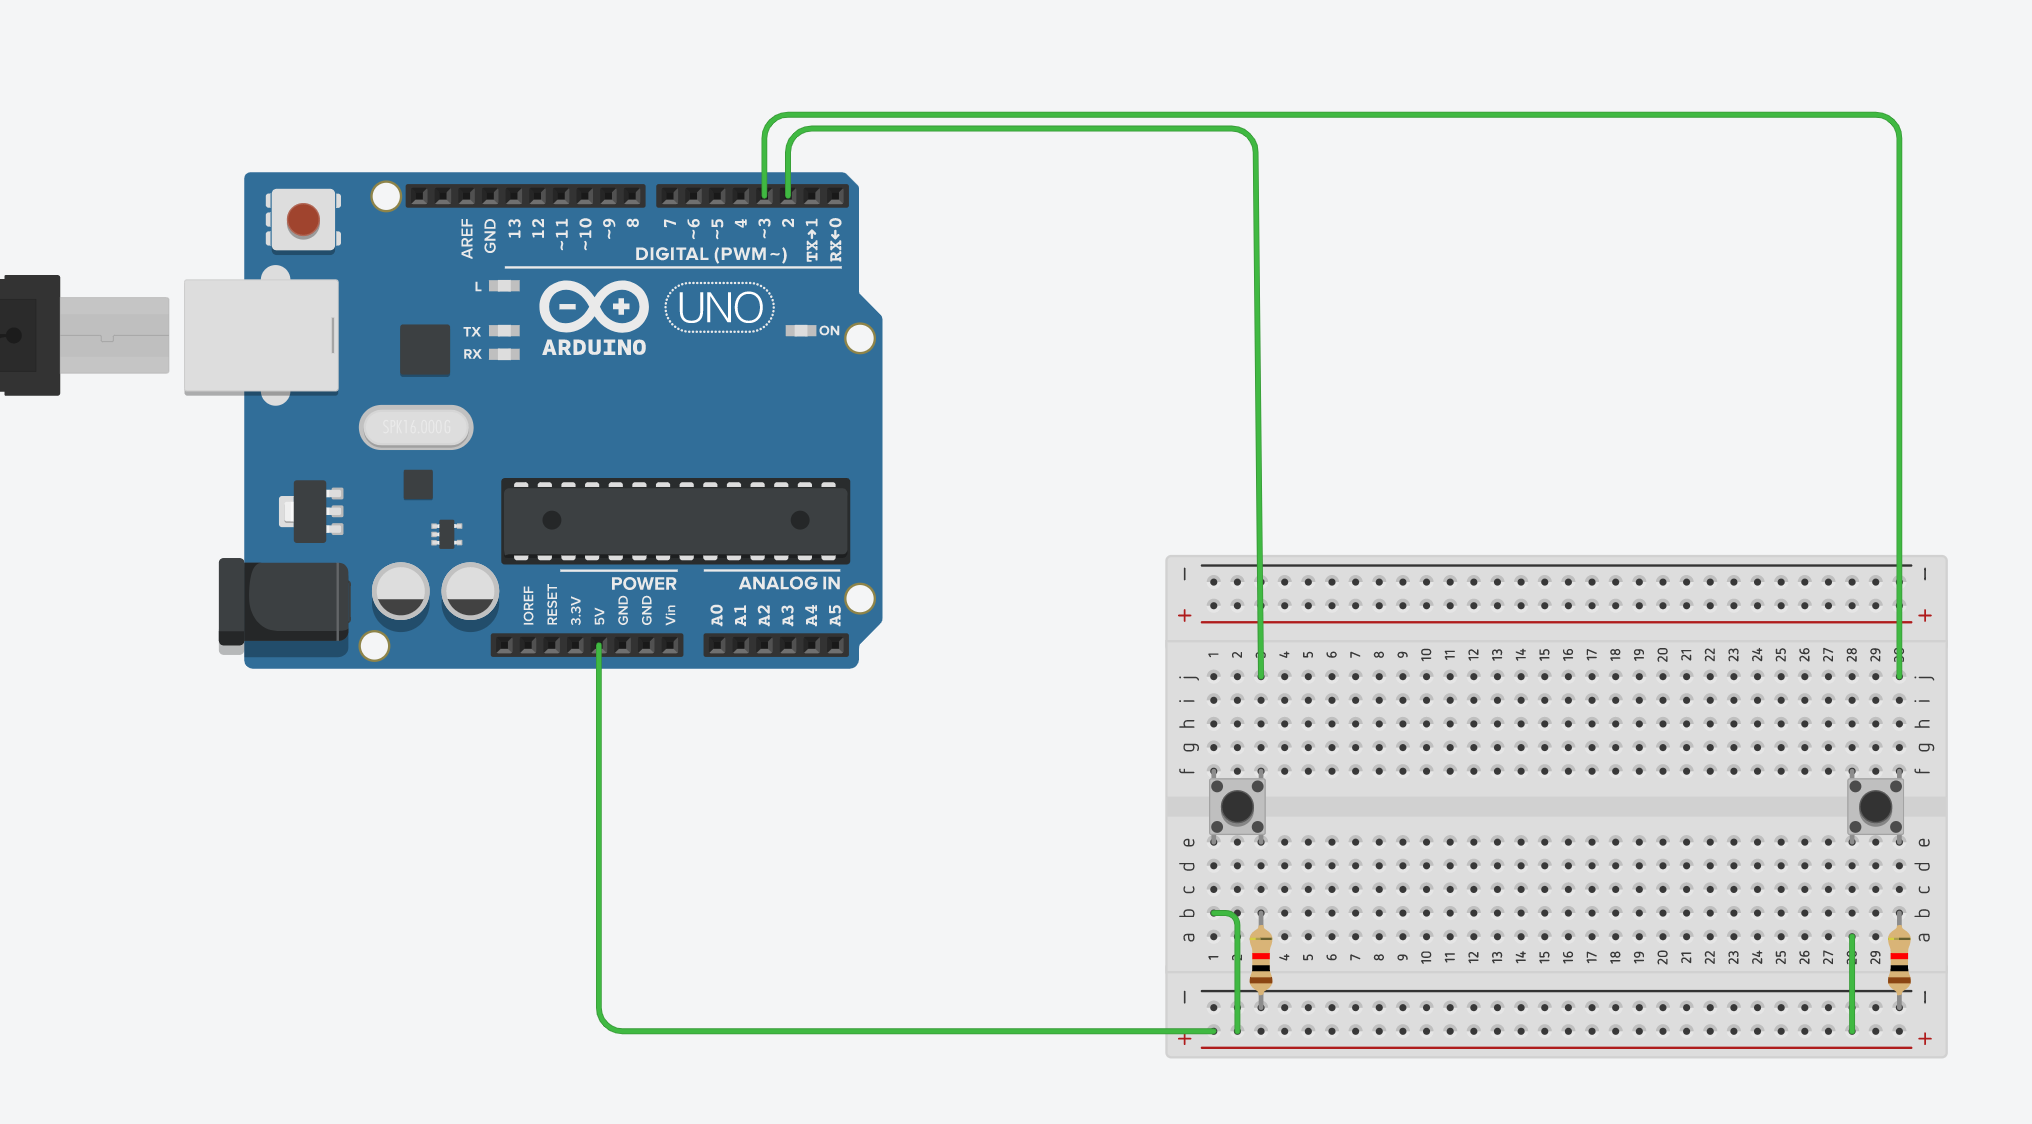 AREF GND 13 12 ~11 ~10 ~9 8 7 ~6 ~5 4 ~3 2 TX→1 RX←0
DIGITAL (PWM~)
L
TX
RX
UNO
ON
ARDUINO
SPK16.000G
POWER ANALOG IN
IOREF RESET 3.3V 5V GND GND Vin A0 A1 A2 A3 A4 A5
− −
+ +
1 2 4 5 6 7 8 9 10 11 12 13 14 15 16 17 18 19 20 21 22 23 24 25 26 27 28 29 30
j j
i i
h h
g g
f f
e e
d d
c c
b b
a a
1 2 4 5 6 7 8 9 10 11 12 13 14 15 16 17 18 19 20 21 22 23 24 25 26 27 28 29
− −
+ +